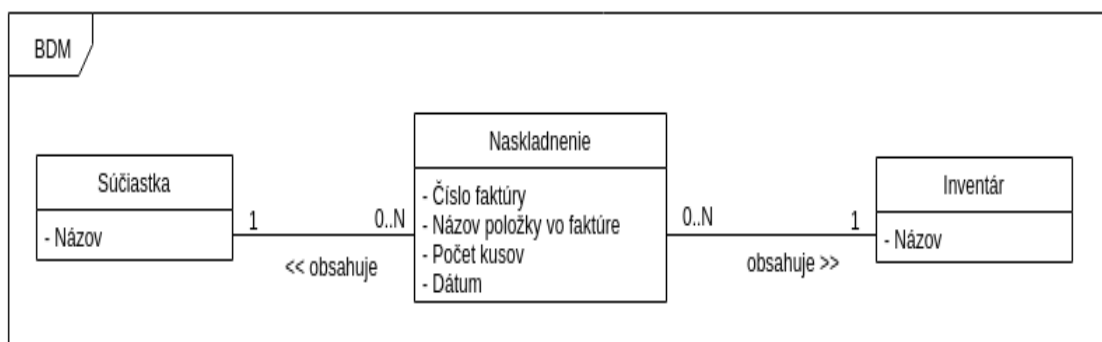 BDM
Súčiastka
- Názov
1
0..N
<< obsahuje
Naskladnenie
- Číslo faktúry
- Názov položky vo faktúre
- Počet kusov
- Dátum
0..N
1
obsahuje >>
Inventár
- Názov